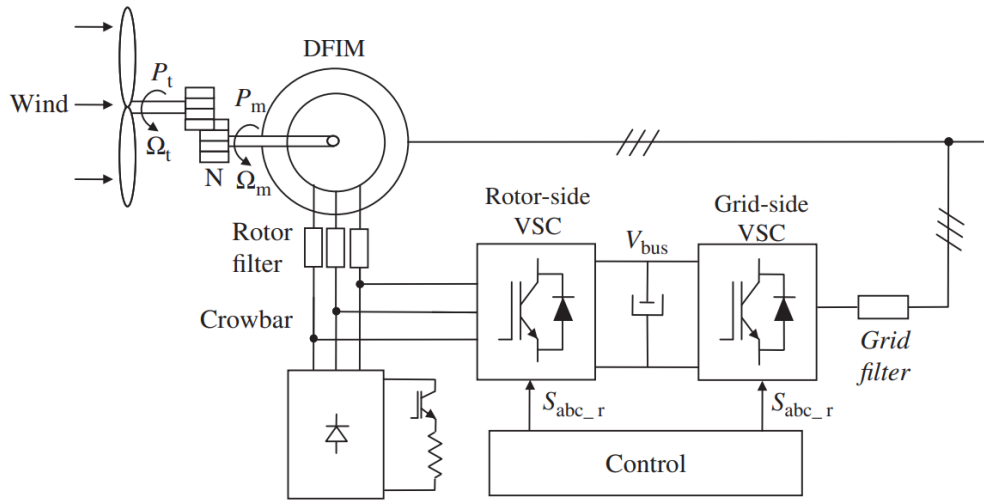 DFIM
P_t
P_m
Wind
Ω_t
N
Ω_m
Rotor-side
VSC
Grid-side
VSC
Rotor
filter
V_bus
Crowbar
Grid
filter
S_abc_r
S_abc_r
Control